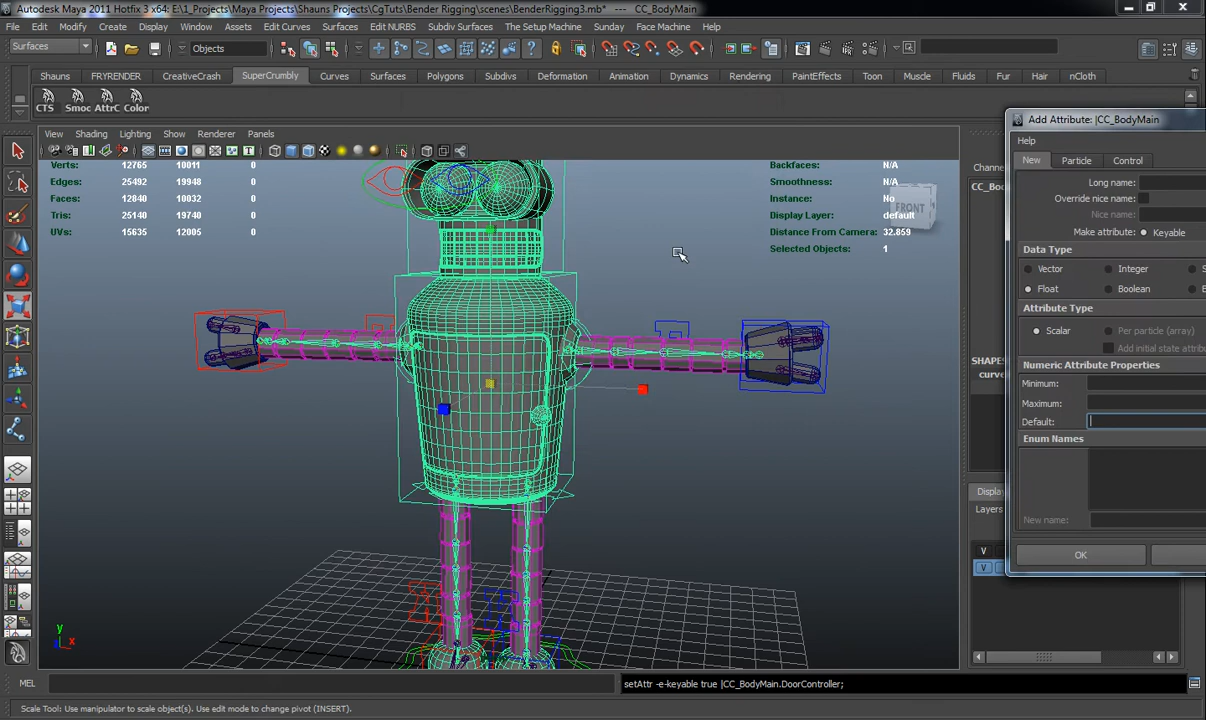 Autodesk Maya 2011 Hotfix 3 x64: E:\1_Projects\Maya Projects\Shauns Projects\CgTuts\Bender Rigging\scenes\BenderRigging3.mb* --- CC_BodyMain
File Edit Modify Create Display Window Assets Edit Curves Surfaces Edit NURBS Subdiv Surfaces The Setup Machine Sunday Face Machine Help
Surfaces Objects
Shauns FRYRENDER CreativeCrash SuperCrumbly Curves Surfaces Polygons Subdivs Deformation Animation Dynamics Rendering PaintEffects Toon Muscle Fluids Fur Hair nCloth
CTS Smoc AttrC Color
View Shading Lighting Show Renderer Panels
Verts: 12765 10011 0
Edges: 25492 19948 0
Faces: 12840 10032 0
Tris: 25140 19740 0
UVs: 15635 12005 0
Backfaces: N/A
Smoothness: N/A
Instance: No
Display Layer: default
Distance From Camera: 32.859
Selected Objects: 1
FRONT
y
x
Channe
CC_Bo
SHAPES
curve
Display
Layers
V
V
Add Attribute: |CC_BodyMain
Help
New Particle Control
Long name:
Override nice name:
Nice name:
Make attribute: Keyable
Data Type
Vector Integer S
Float Boolean E
Attribute Type
Scalar Per particle (array)
Add initial state attribu
Numeric Attribute Properties
Minimum:
Maximum:
Default:
Enum Names
New name:
OK
MEL setAttr -e-keyable true |CC_BodyMain.DoorController;
Scale Tool: Use manipulator to scale object(s). Use edit mode to change pivot (INSERT).